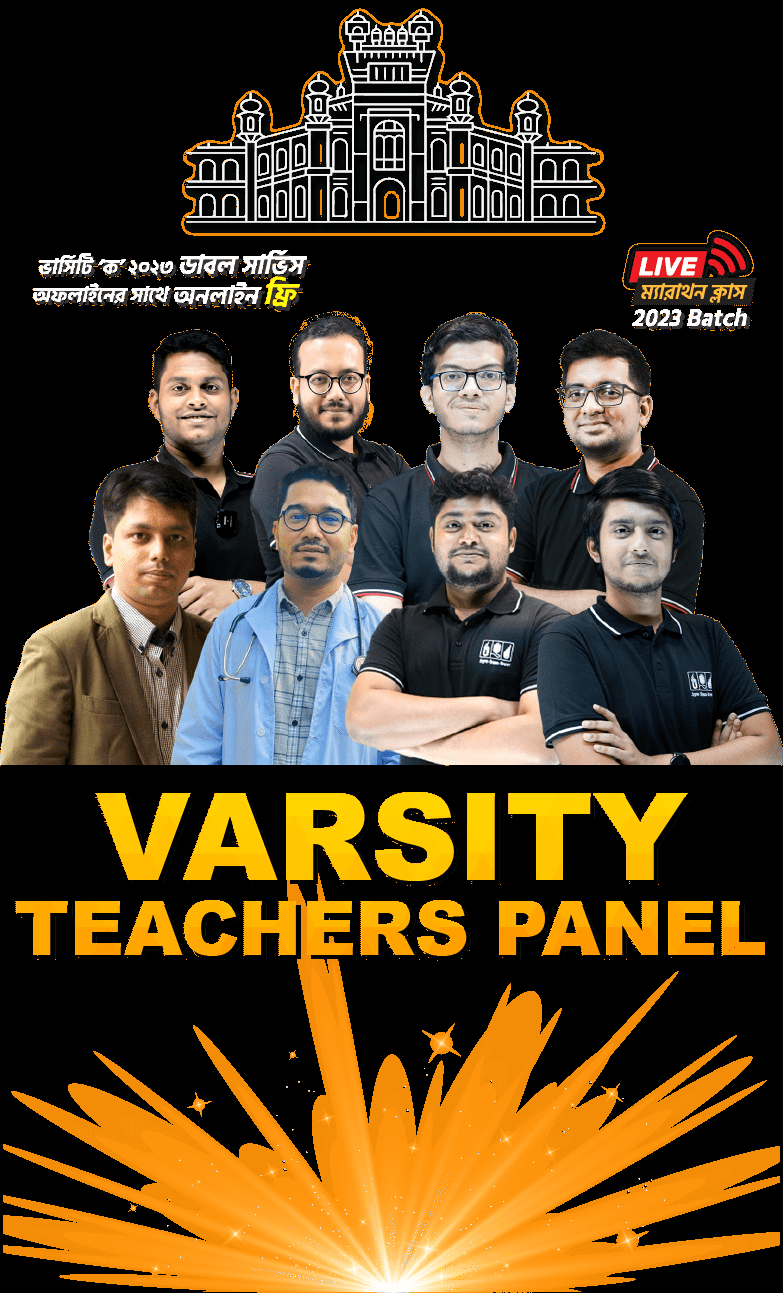 ভার্সিটি 'ক' ২০২৩ ডাবল সার্ভিস
অফলাইনের সাথে অনলাইন ফ্রি
LIVE
ম্যারাথন ক্লাস
2023 Batch
VARSITY
TEACHERS PANEL